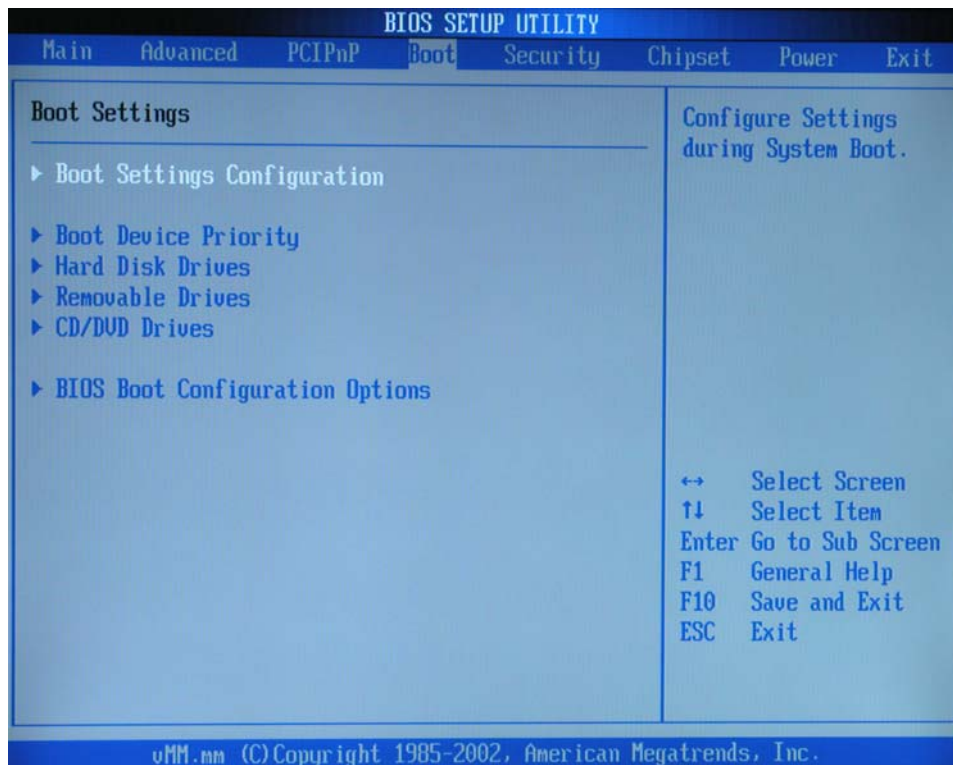 BIOS SETUP UTILITY
Main Advanced PCIPnP Boot Security Chipset Power Exit
Boot Settings
Configure Settings
during System Boot.
▶ Boot Settings Configuration
▶ Boot Device Priority
▶ Hard Disk Drives
▶ Removable Drives
▶ CD/DVD Drives
▶ BIOS Boot Configuration Options
↔ Select Screen
↑↓ Select Item
Enter Go to Sub Screen
F1 General Help
F10 Save and Exit
ESC Exit
vMM.mm (C)Copyright 1985-2002, American Megatrends, Inc.